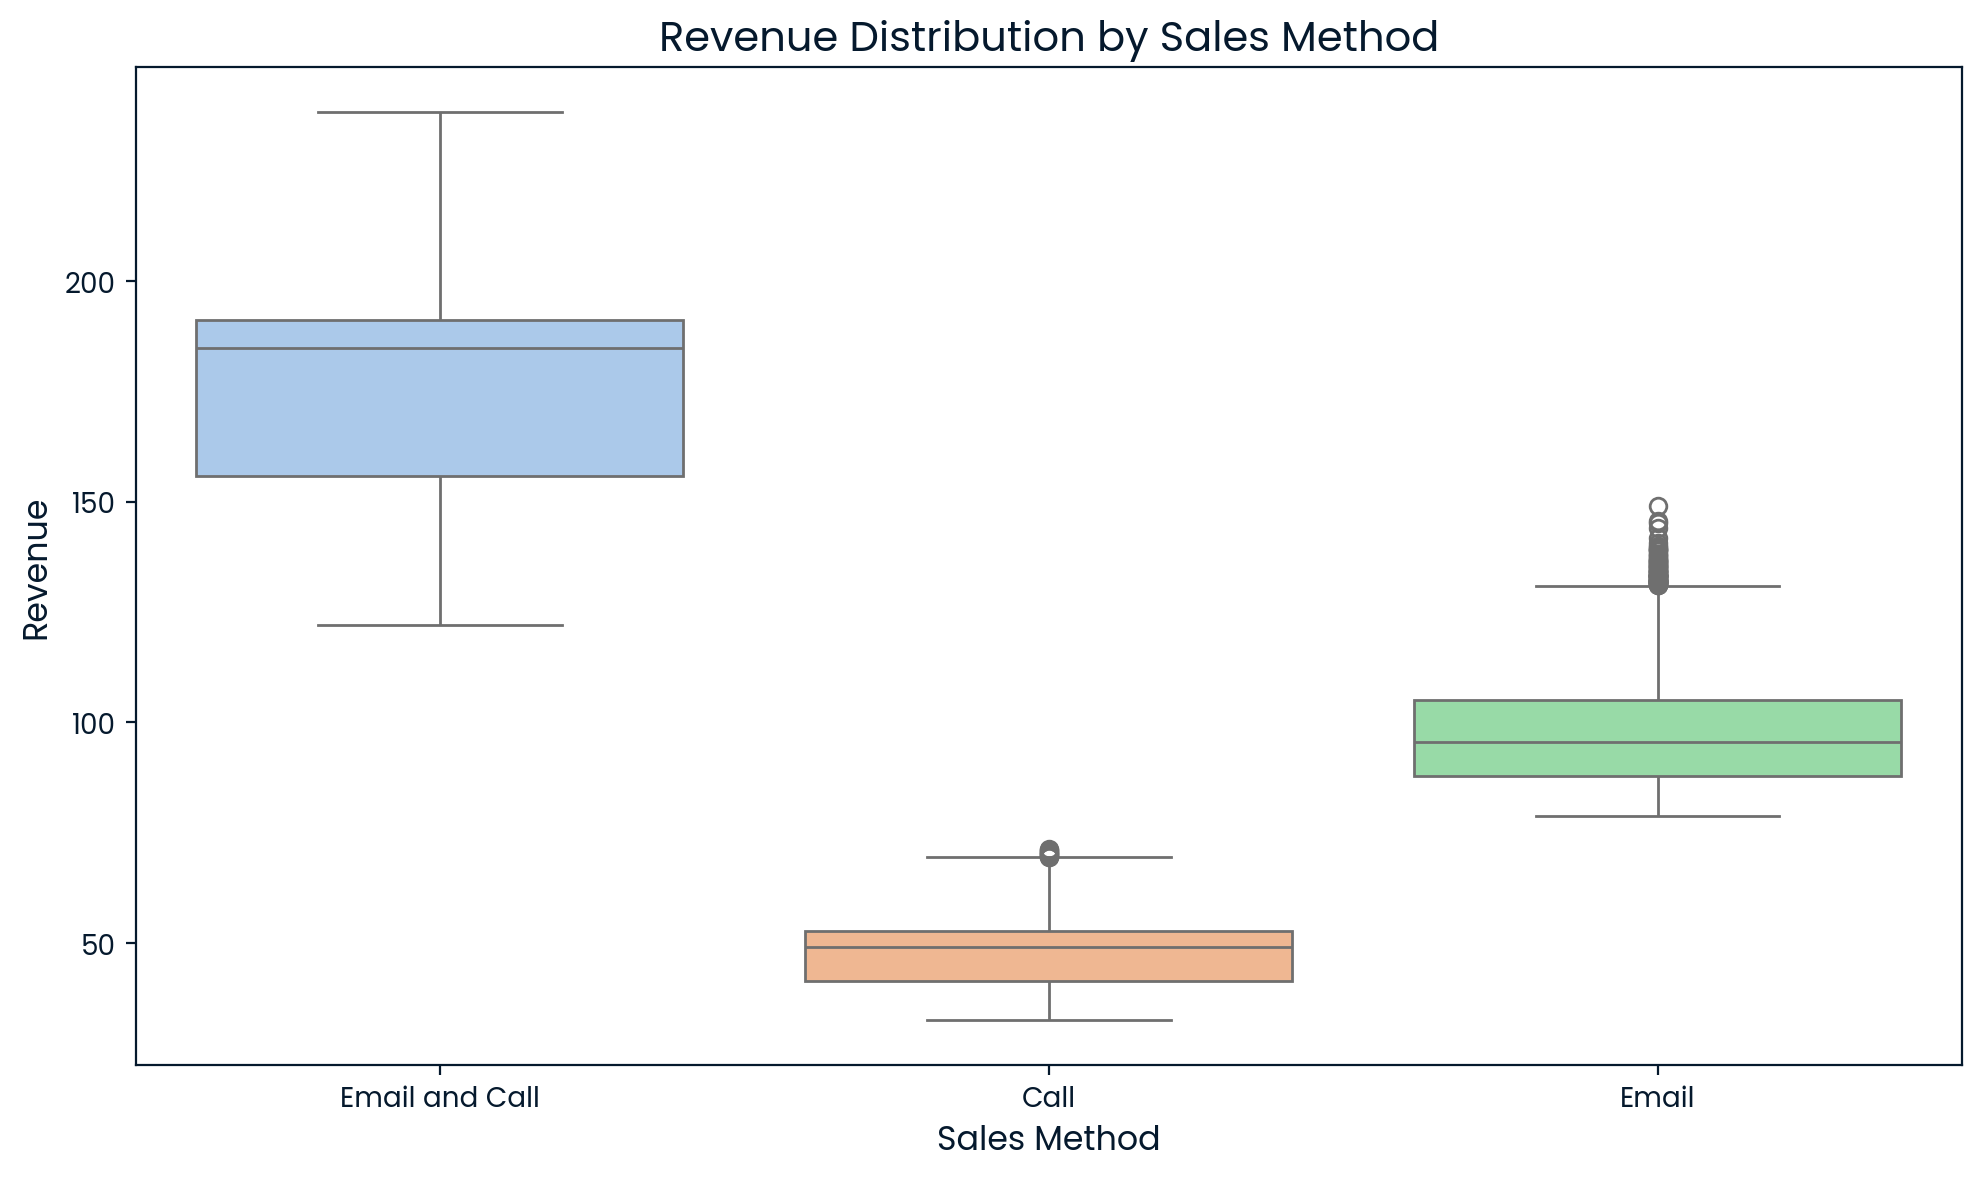 Revenue Distribution by Sales Method
Revenue
200
150
100
50
Email and Call
Call
Email
Sales Method